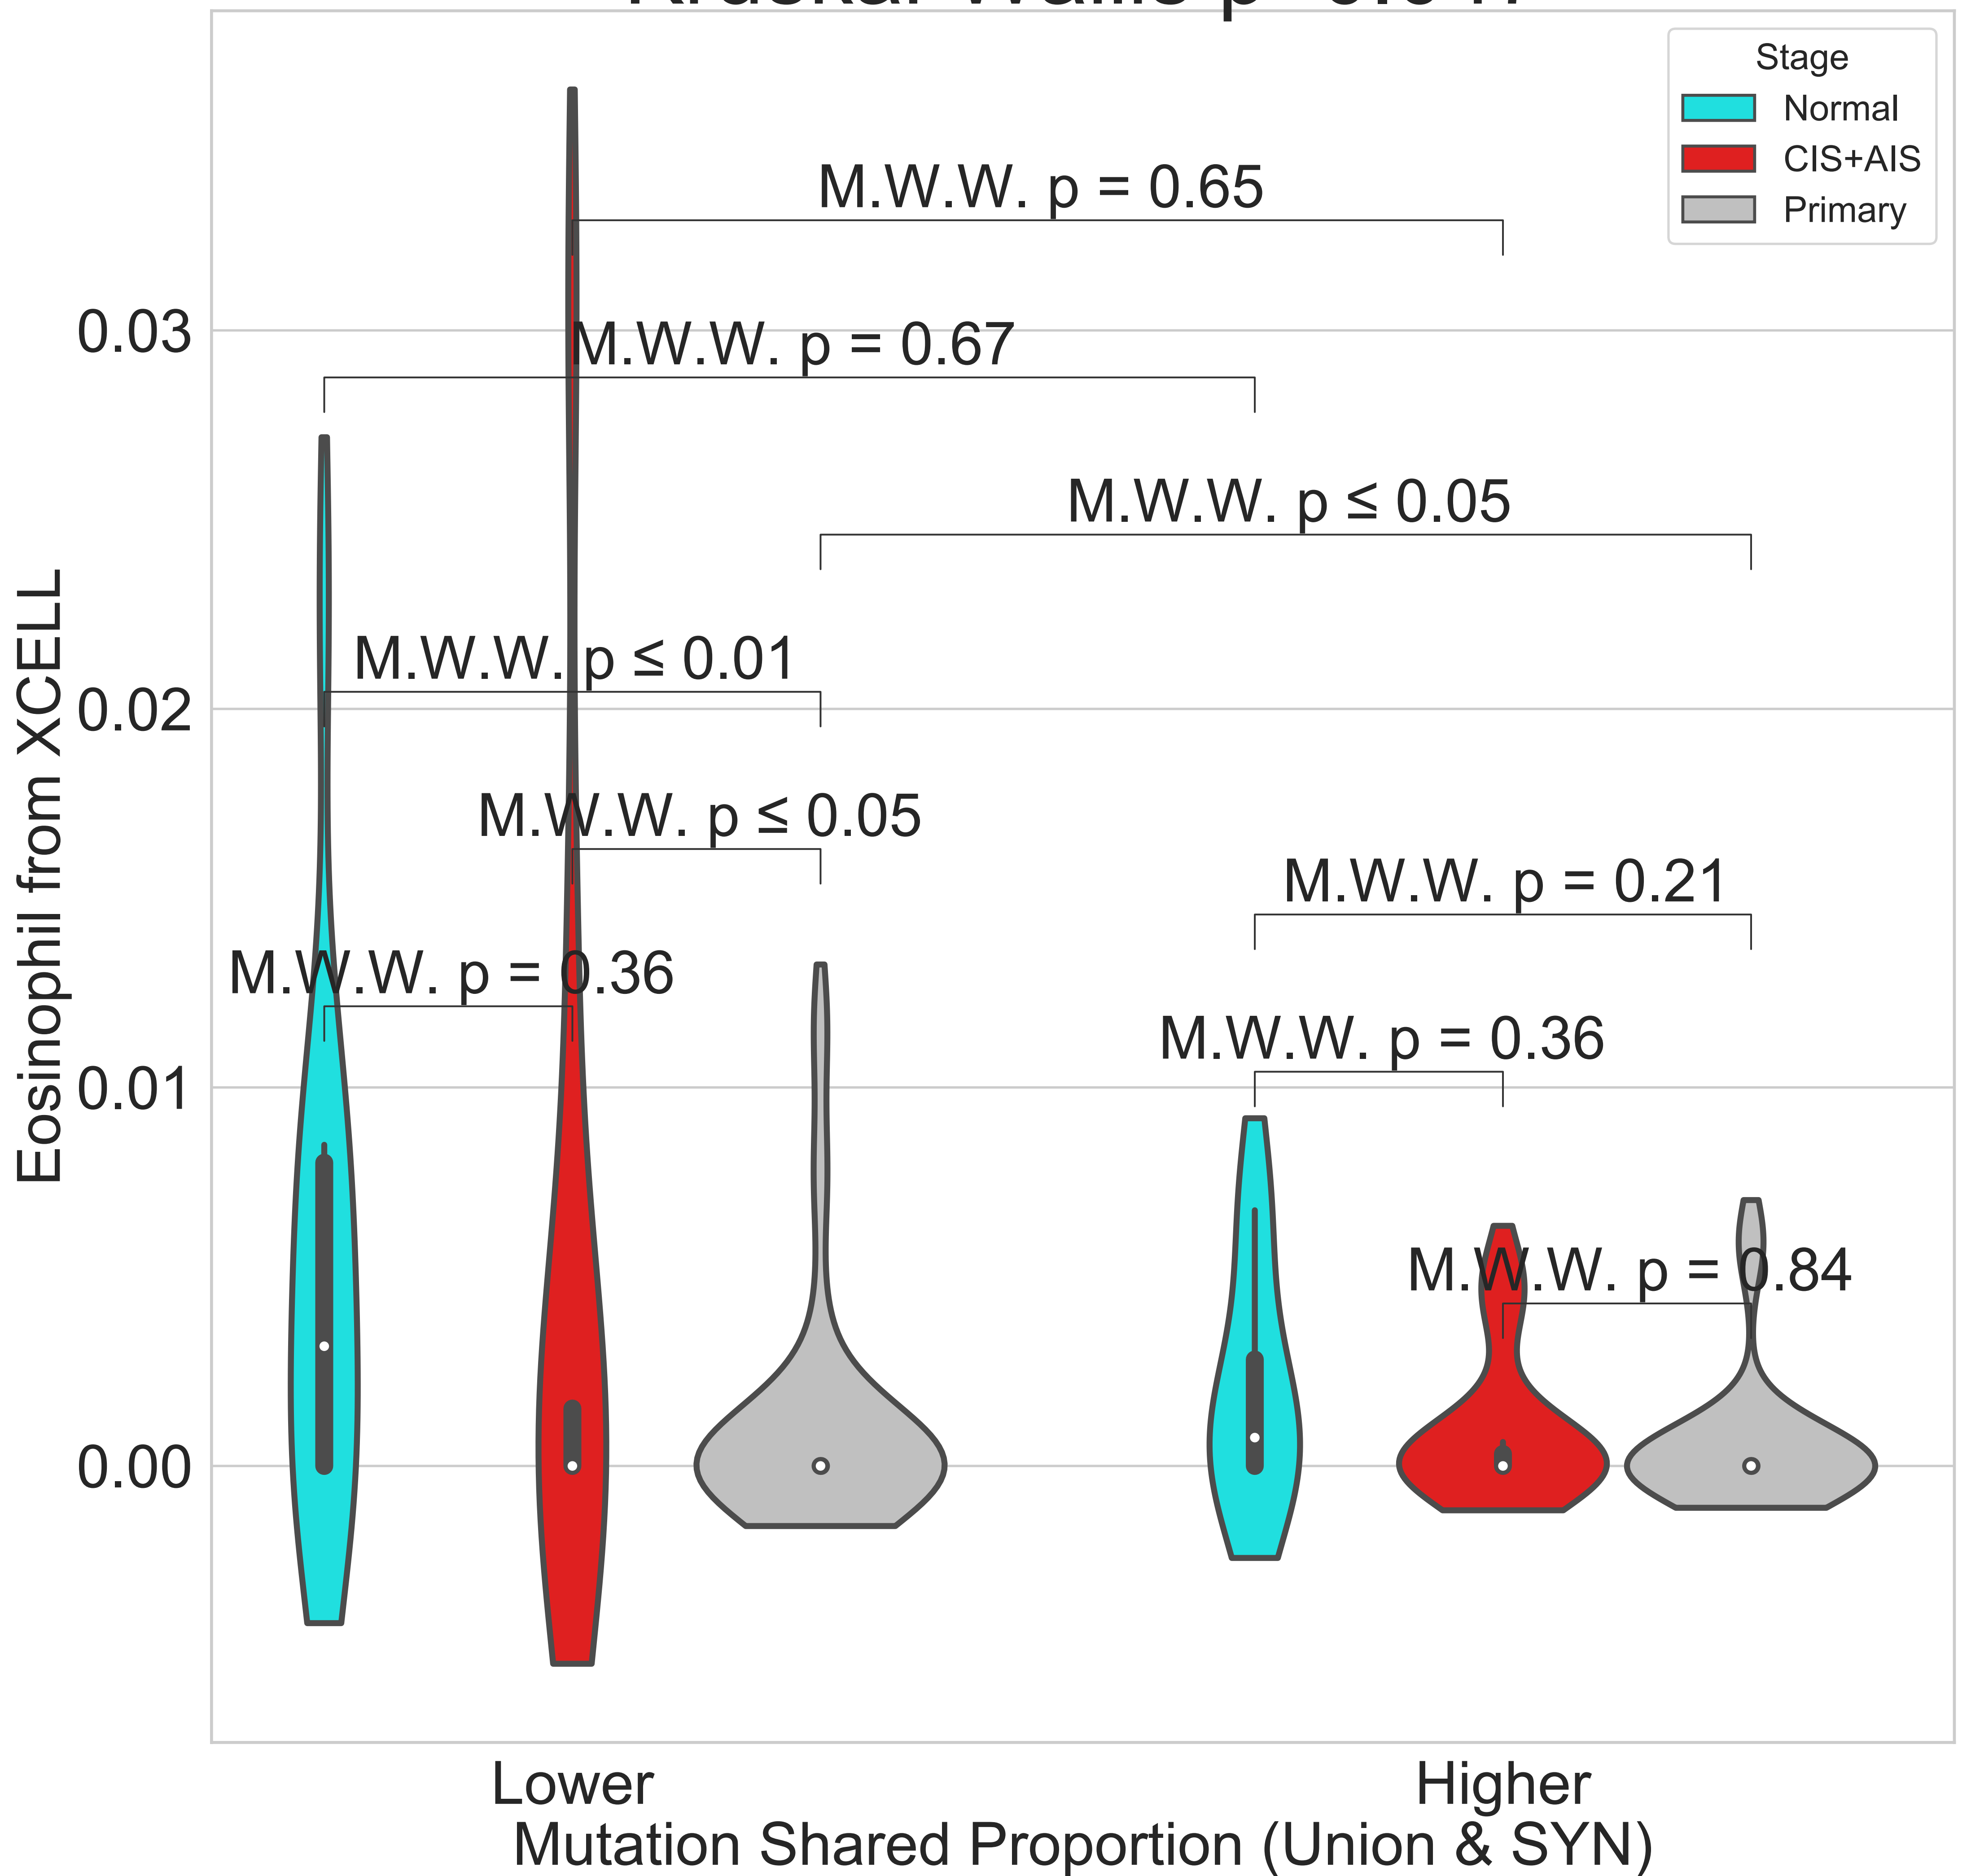 Stage
Normal
CIS+AIS
Primary
M.W.W. p = 0.65
M.W.W. p = 0.67
M.W.W. p ≤ 0.05
M.W.W. p ≤ 0.01
M.W.W. p ≤ 0.05
M.W.W. p = 0.36
M.W.W. p = 0.21
M.W.W. p = 0.36
M.W.W. p = 0.84
Eosinophil from XCELL
0.03
0.02
0.01
0.00
Lower
Higher
Mutation Shared Proportion (Union & SYN)